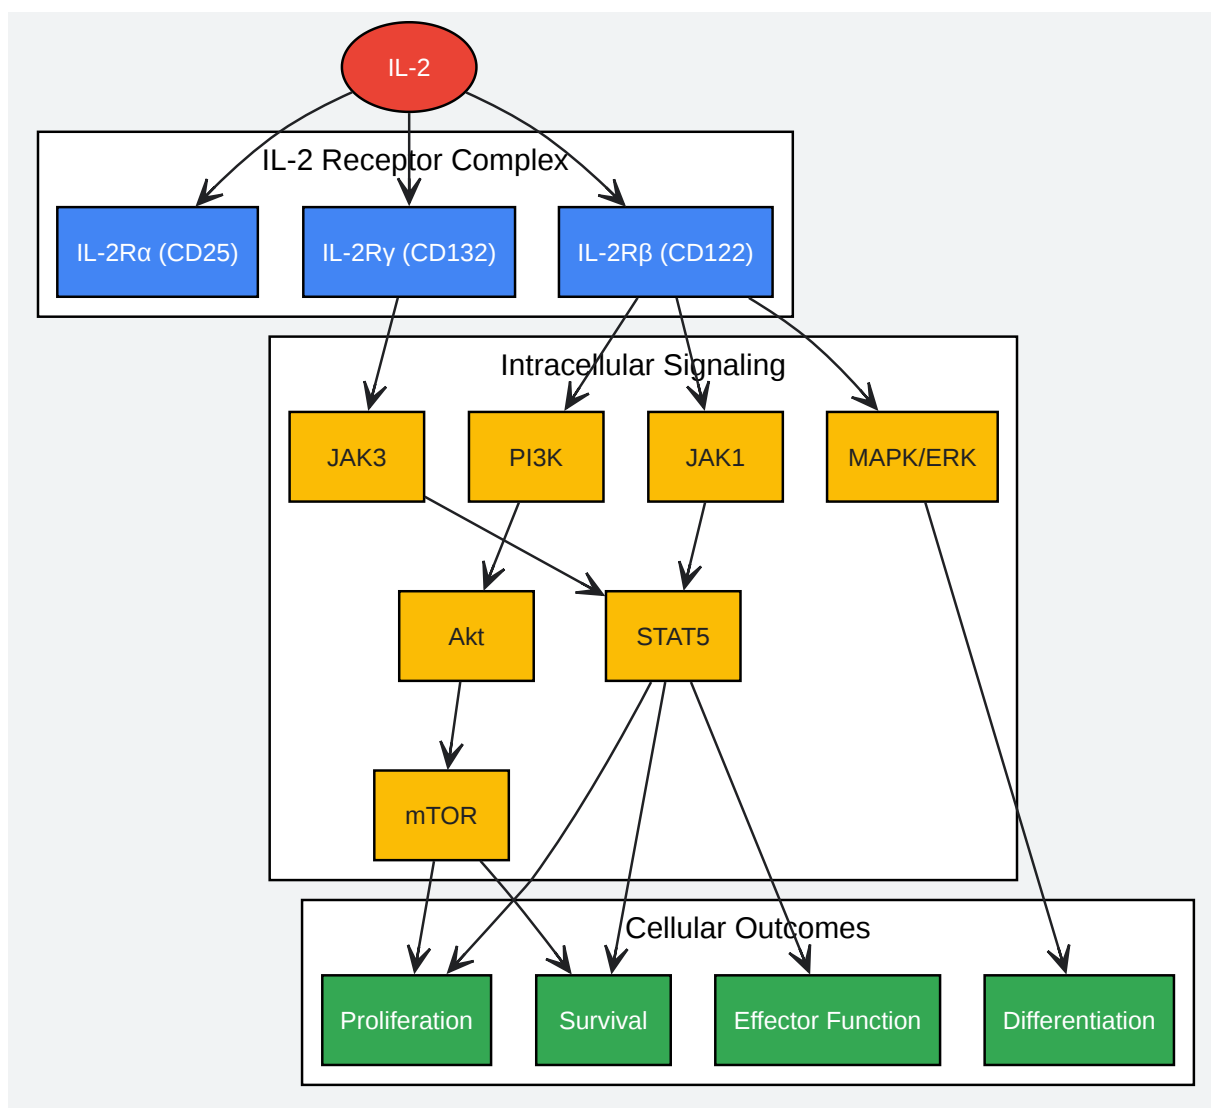 IL-2
IL-2 Receptor Complex
IL-2Rα (CD25)
IL-2Rγ (CD132)
IL-2Rβ (CD122)
Intracellular Signaling
JAK3
PI3K
JAK1
MAPK/ERK
Akt
STAT5
mTOR
Cellular Outcomes
Proliferation
Survival
Effector Function
Differentiation